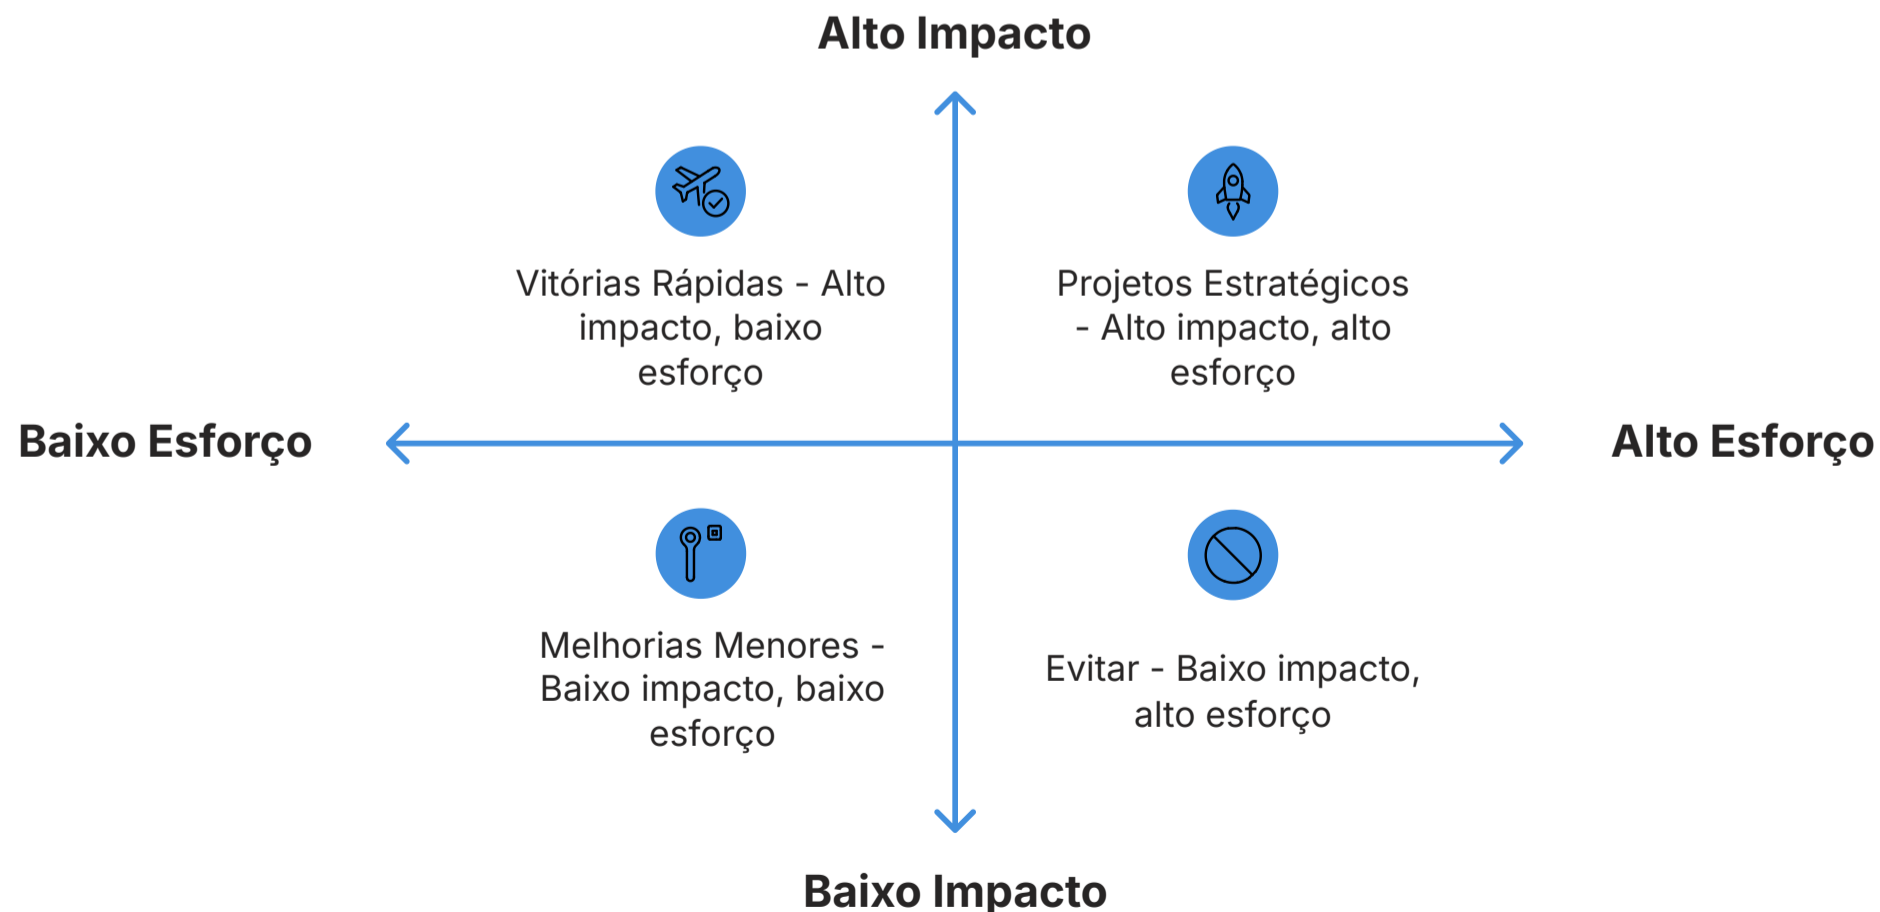 Alto Impacto
Vitórias Rápidas - Alto
impacto, baixo
esforço
Projetos Estratégicos
- Alto impacto, alto
esforço
Baixo Esforço
Alto Esforço
Melhorias Menores -
Baixo impacto, baixo
esforço
Evitar - Baixo impacto,
alto esforço
Baixo Impacto